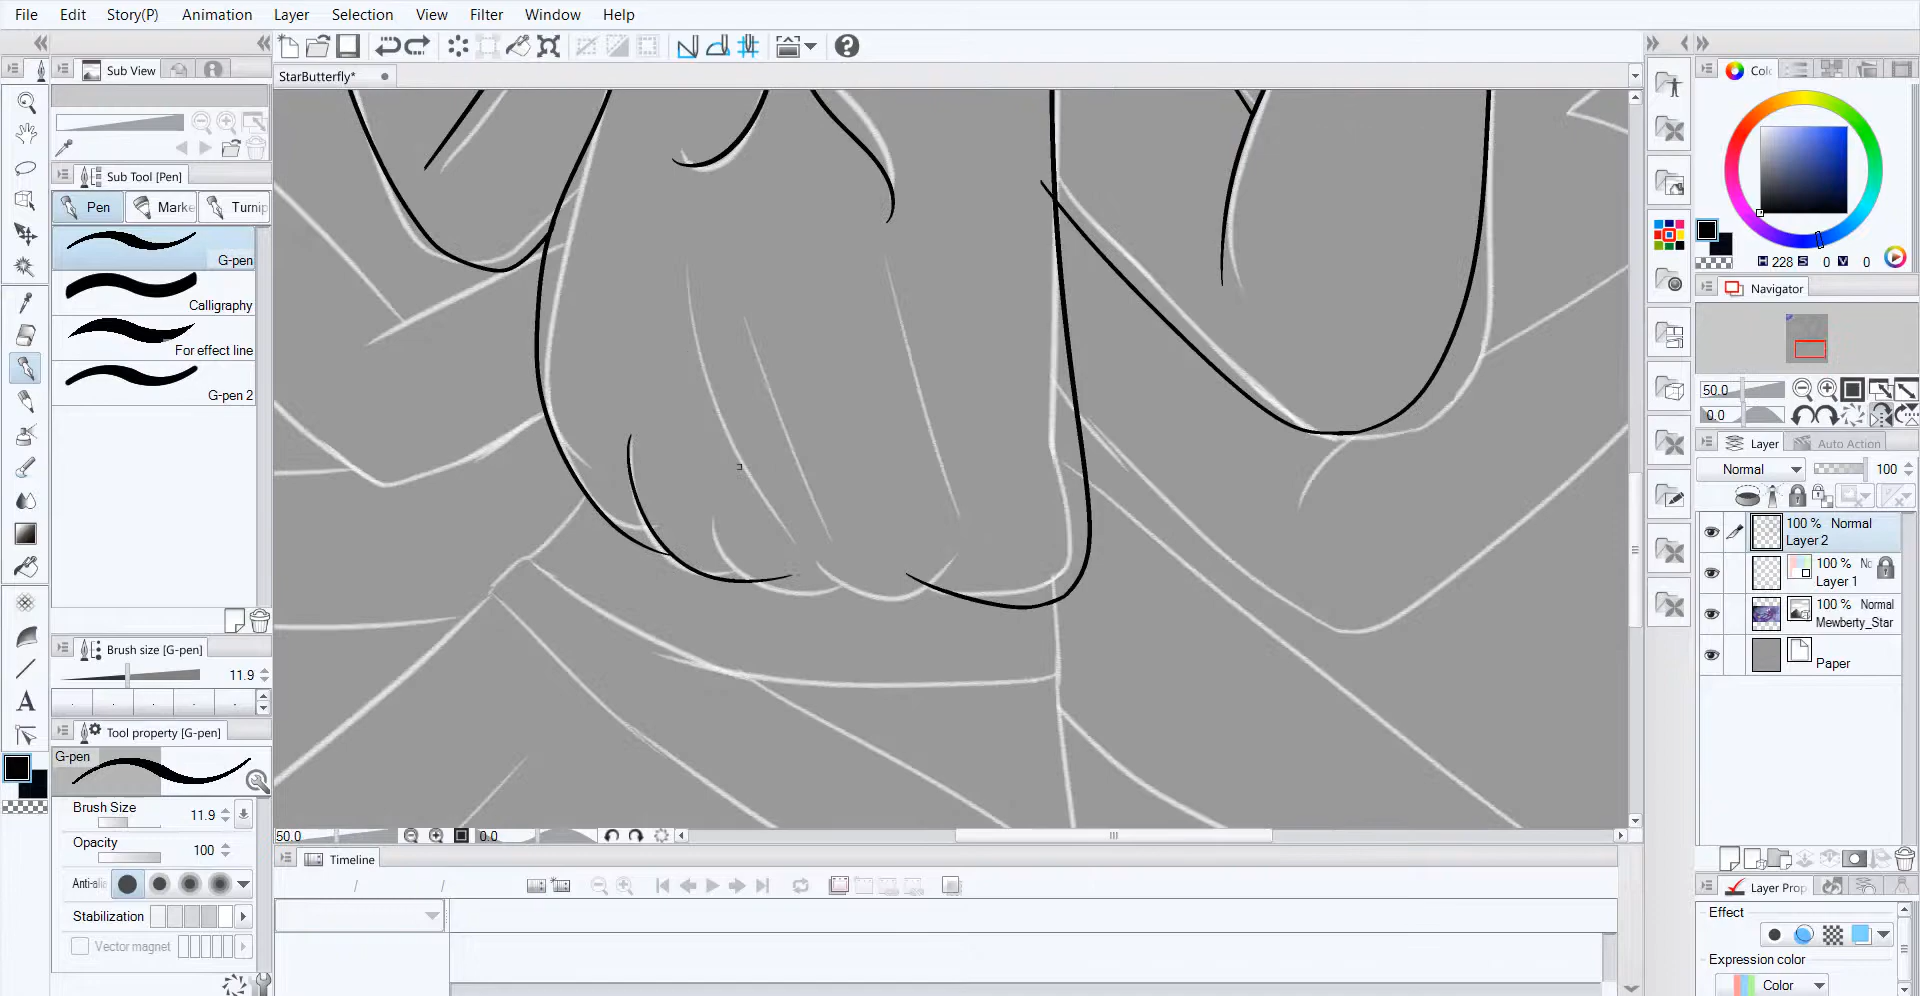 File Edit Story(P) Animation Layer Selection View Filter Window Help
Sub View
StarButterfly*
Sub Tool [Pen]
Pen Marke Turnip
G-pen
Calligraphy
For effect line
G-pen 2
Brush size [G-pen]
11.9
Tool property [G-pen]
G-pen
Brush Size 11.9
Opacity 100
Anti-ali
Stabilization
Vector magnet
50.0 0.0
Timeline
/ /
Colo
H 228 S 0 V 0
Navigator
50.0
0.0
Layer Auto Action
Normal 100
100 % Normal
Layer 2
100 % No
Layer 1
100 % Normal
Mewberty_Star
Paper
Layer Prop
Effect
Expression color
Color